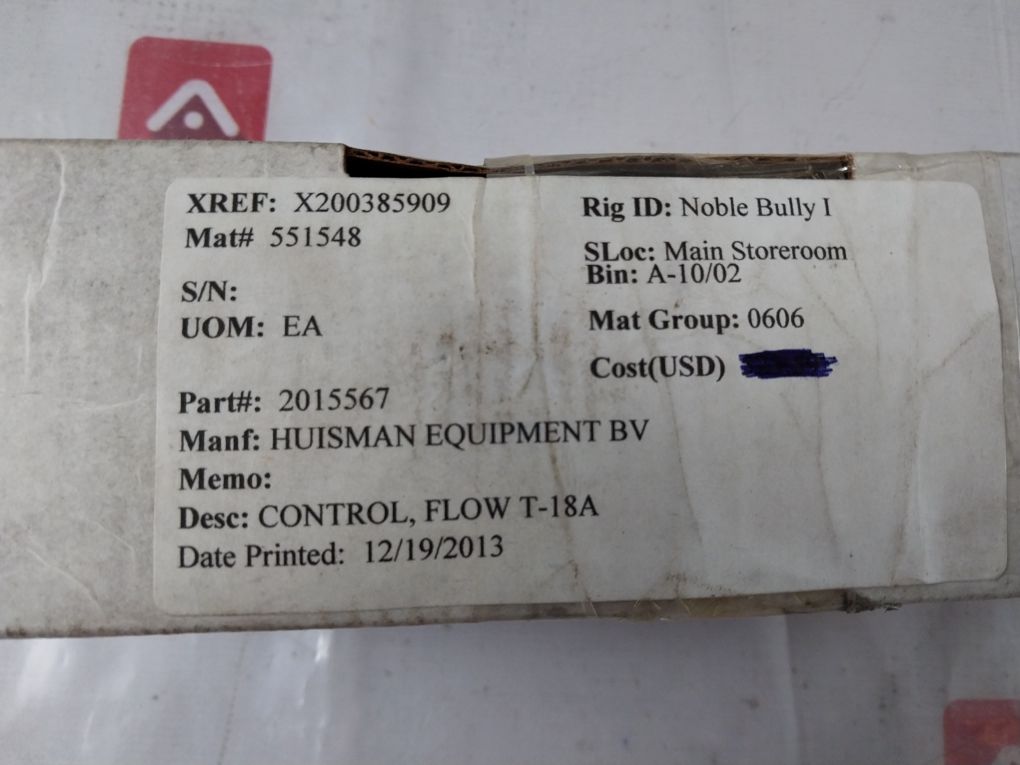 XREF: X200385909
Mat# 551548
S/N:
UOM: EA
Part#: 2015567
Manf: HUISMAN EQUIPMENT BV
Memo:
Desc: CONTROL, FLOW T-18A
Date Printed: 12/19/2013
Rig ID: Noble Bully I
SLoc: Main Storeroom
Bin: A-10/02
Mat Group: 0606
Cost(USD)